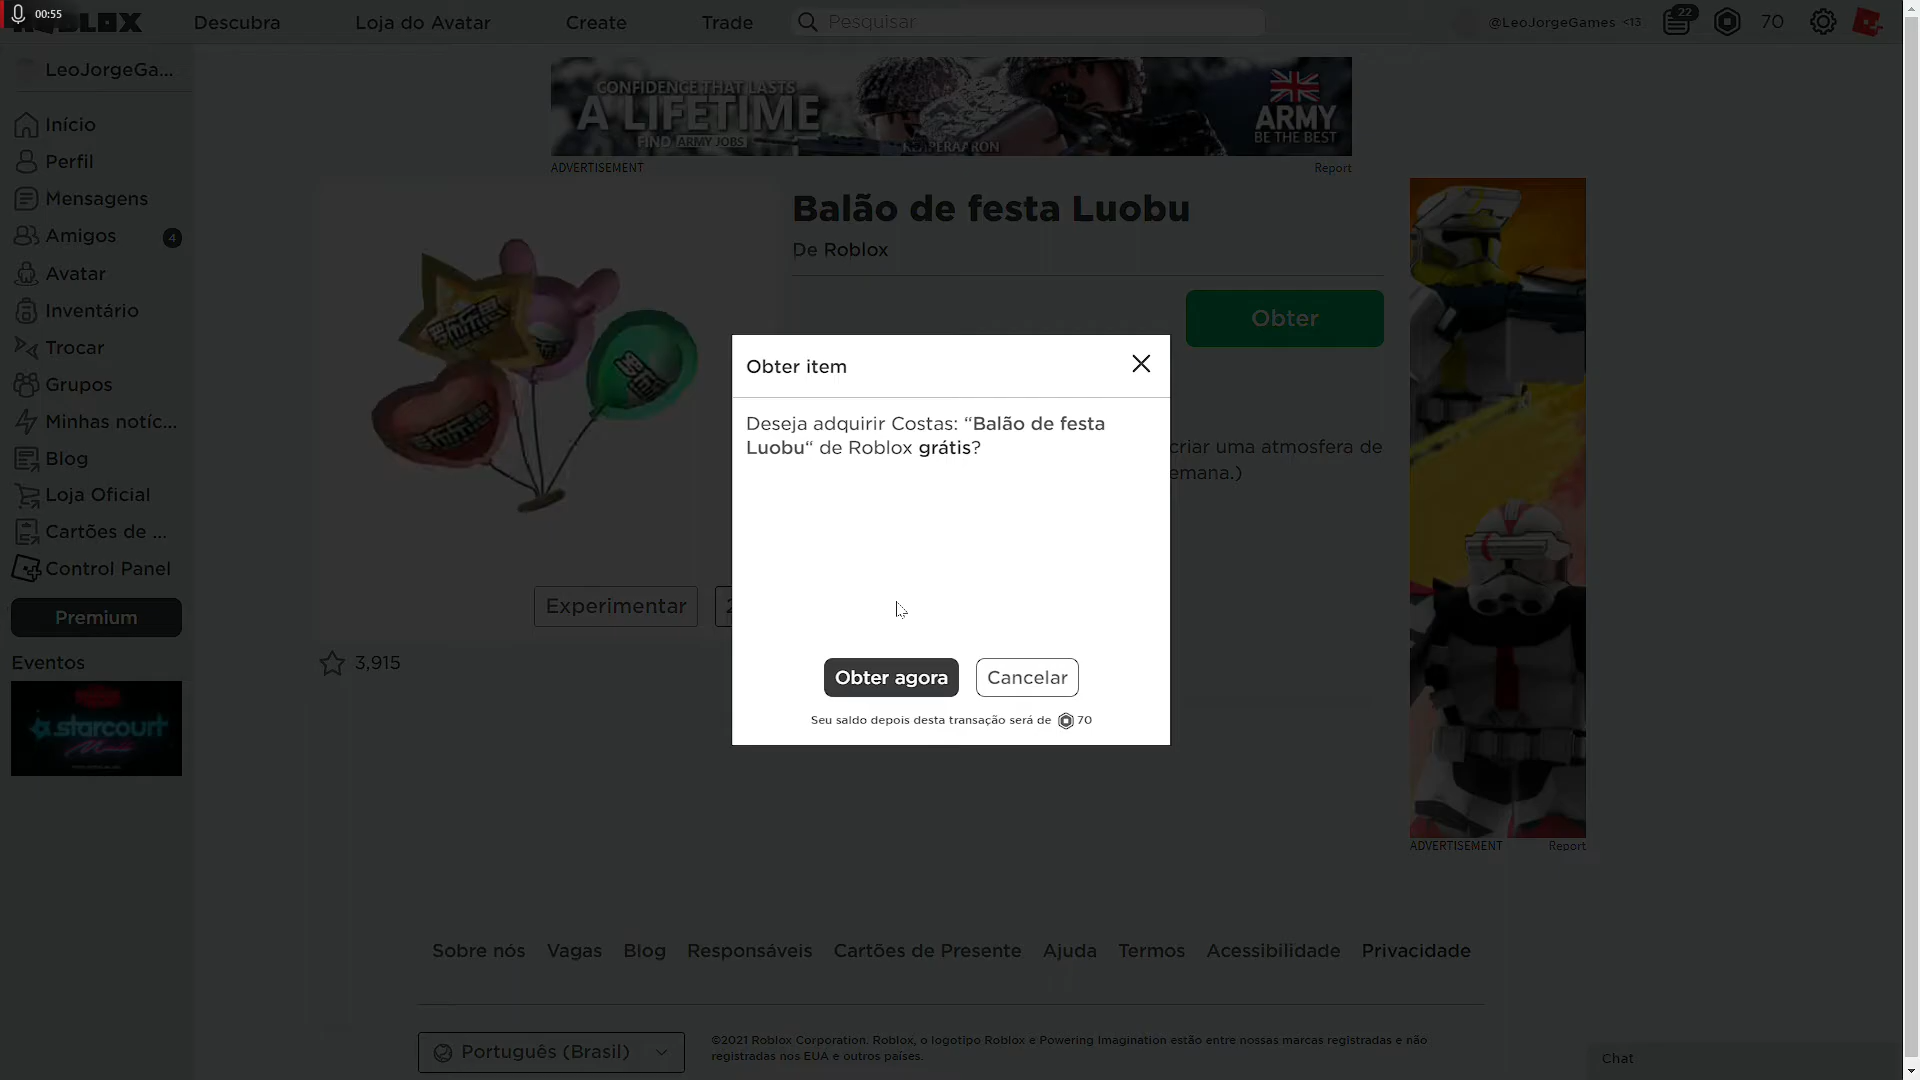 00:55
Descubra
Loja do Avatar
Create
Trade
Pesquisar
@LeoJorgeGames <13
22
70
LeoJorgeGa...
Início
Perfil
Mensagens
Amigos
4
Avatar
Inventário
Trocar
Grupos
Minhas notíc...
Blog
Loja Oficial
Cartões de ...
Control Panel
Premium
Eventos
starcourt
CONFIDENCE THAT LASTS
A LIFETIME
FIND ARMY JOBS
ARMY
BE THE BEST
ADVERTISEMENT
Report
Balão de festa Luobu
De Roblox
Obter
criar uma atmosfera de
emana.)
Experimentar
3,915
Obter item
Deseja adquirir Costas: “Balão de festa
Luobu“ de Roblox grátis?
Obter agora
Cancelar
Seu saldo depois desta transação será de 70
ADVERTISEMENT
Report
Sobre nós
Vagas
Blog
Responsáveis
Cartões de Presente
Ajuda
Termos
Acessibilidade
Privacidade
Português (Brasil)
©2021 Roblox Corporation. Roblox, o logotipo Roblox e Powering Imagination estão entre nossas marcas registradas e não
registradas nos EUA e outros países.
Chat